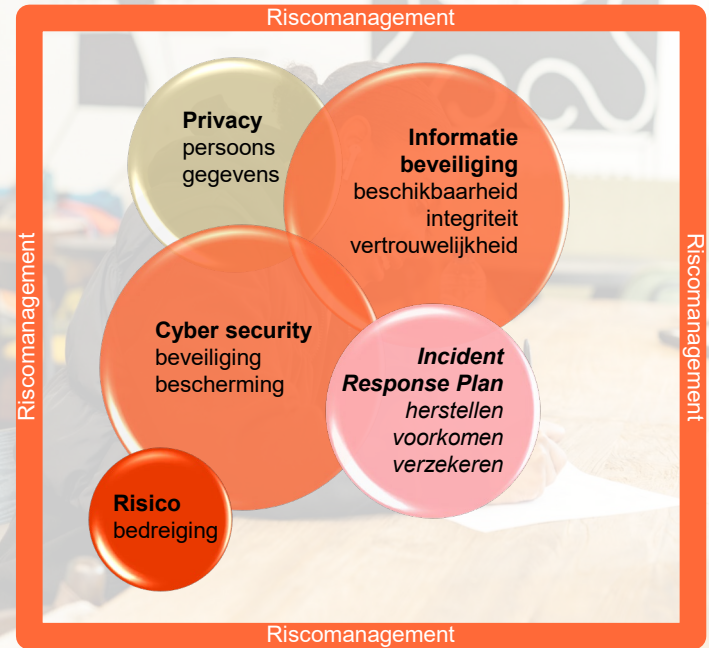 Riscomanagement
Privacy
persoons
gegevens
Informatie
beveiliging
beschikbaarheid
integriteit
vertrouwelijkheid
Riscomanagement
Riscomanagement
Cyber security
beveiliging
bescherming
Incident
Response Plan
herstellen
voorkomen
verzekeren
Risico
bedreiging
Riscomanagement